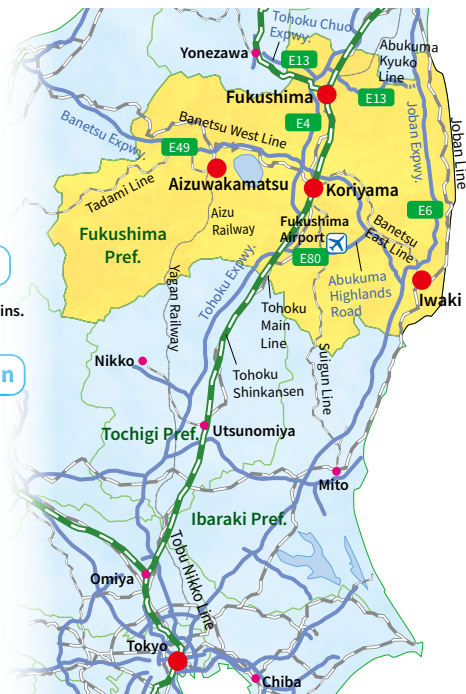 Tohoku Chuo
Expwy.
Yonezawa
E13
Abukuma
Kyuko
Line
Fukushima
E13
E4
Banetsu West Line
Banetsu Expwy.
E49
Joban Expwy.
Joban Line
Aizuwakamatsu
Koriyama
Tadami Line
Aizu
Railway
Fukushima
Airport
Banetsu
East Line
E6
Fukushima
Pref.
E80
Abukuma
Highlands
Road
Iwaki
ins.
Yagan Railway
Tohoku Expwy.
Tohoku
Main
Line
Suigun Line
Nikko
n
Tohoku
Shinkansen
Tochigi Pref.
Utsunomiya
Mito
Ibaraki Pref.
Tobu Nikko Line
Omiya
Tokyo
Chiba